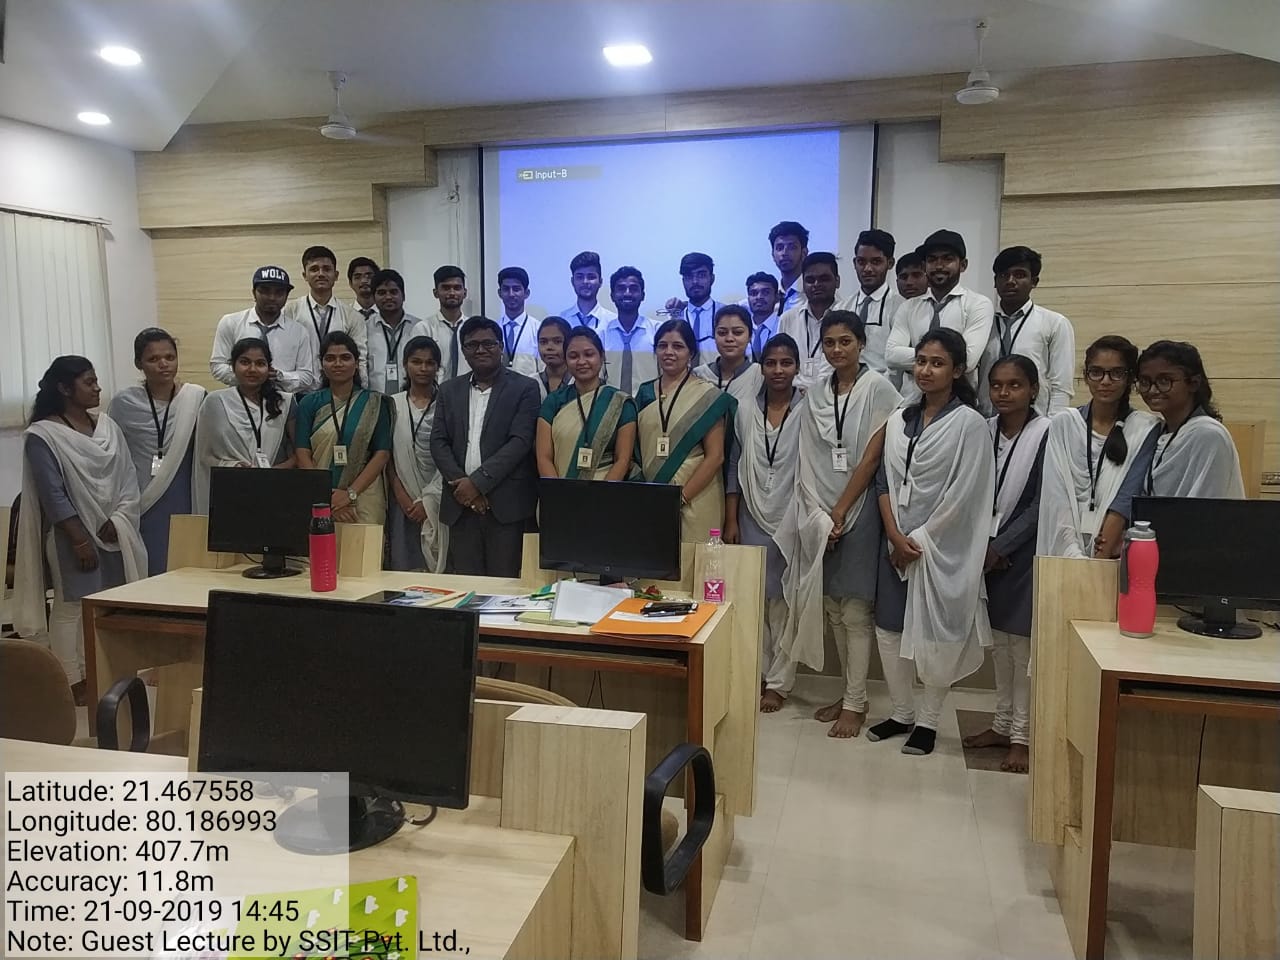 WOLF
Input-B
Latitude: 21.467558
Longitude: 80.186993
Elevation: 407.7m
Accuracy: 11.8m
Time: 21-09-2019 14:45
Note: Guest Lecture by SSIT Pvt. Ltd.,